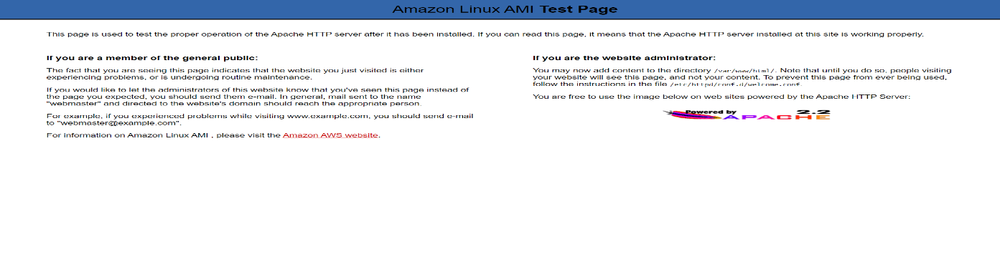 Amazon Linux AMI Test Page
This page is used to test the proper operation of the Apache HTTP server after it has been installed. If you can read this page, it means that the Apache HTTP server installed at this site is working properly.
If you are a member of the general public:
The fact that you are seeing this page indicates that the website you just visited is either
experiencing problems, or is undergoing routine maintenance.
If you would like to let the administrators of this website know that you've seen this page instead of
the page you expected, you should send them e-mail. In general, mail sent to the name
"webmaster" and directed to the website's domain should reach the appropriate person.
For example, if you experienced problems while visiting www.example.com, you should send e-mail
to "webmaster@example.com".
For information on Amazon Linux AMI , please visit the Amazon AWS website.
If you are the website administrator:
You may now add content to the directory /var/www/html/. Note that until you do so, people visiting
your website will see this page, and not your content. To prevent this page from ever being used,
follow the instructions in the file /etc/httpd/conf.d/welcome.conf.
You are free to use the image below on web sites powered by the Apache HTTP Server:
Powered by 2.2
APACHE